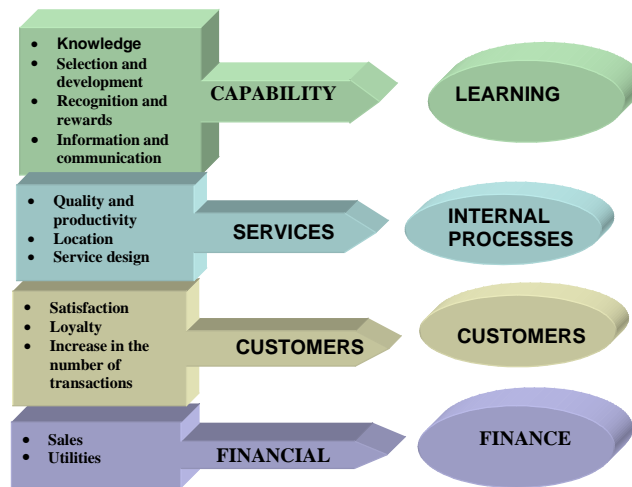 • Knowledge
• Selection and
development
• Recognition and
rewards
• Information and
communication
CAPABILITY
LEARNING
• Quality and
productivity
• Location
• Service design
SERVICES
INTERNAL
PROCESSES
• Satisfaction
• Loyalty
• Increase in the
number of
transactions
CUSTOMERS
CUSTOMERS
• Sales
• Utilities
FINANCIAL
FINANCE